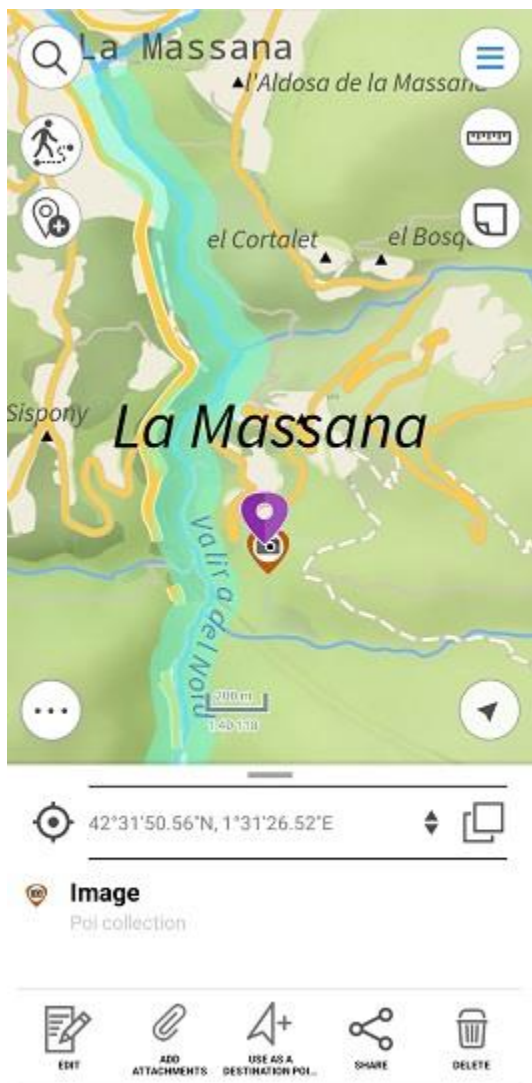 La Massana
l'Aldosa de la Massana
el Cortalet
el Bosq
Sispony
La Massana
Valira del Nord
200 m
42°31'50.56"N, 1°31'26.52"E
Image
Poi collection
EDIT
ADD
ATTACHMENTS
USE AS A
DESTINATION POI...
SHARE
DELETE